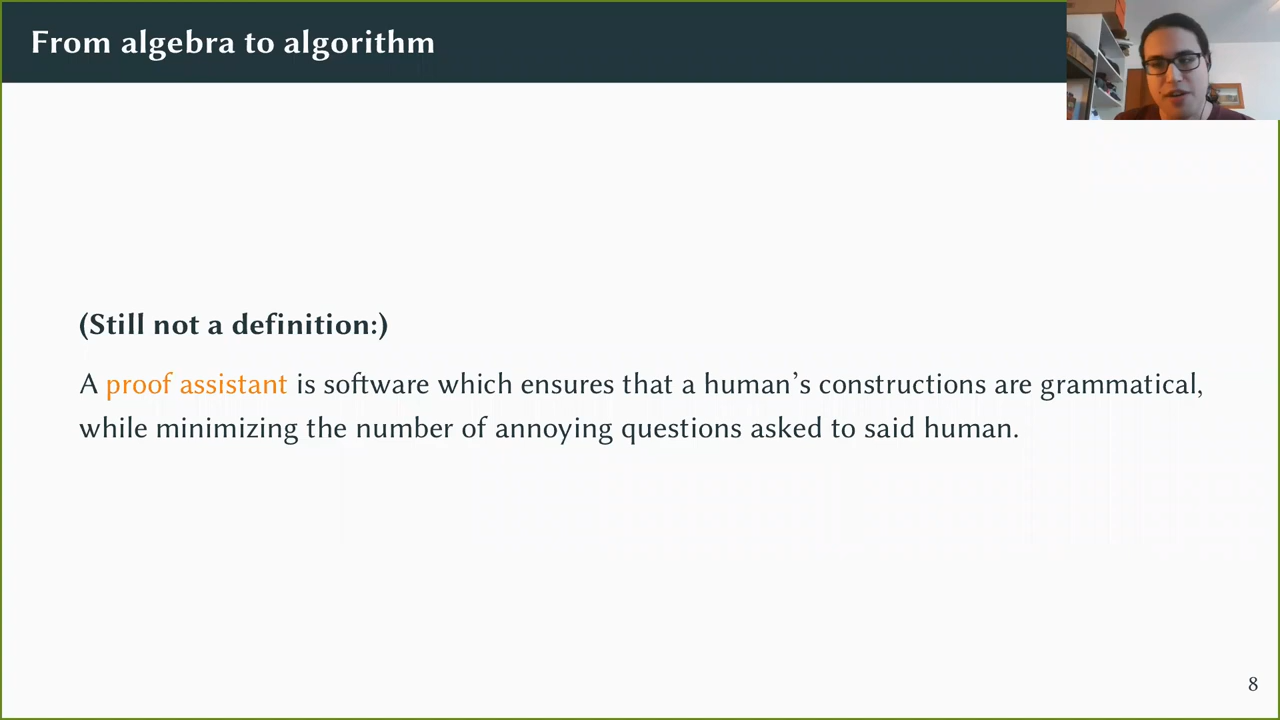 From algebra to algorithm
(Still not a definition:)
A proof assistant is software which ensures that a human’s constructions are grammatical,
while minimizing the number of annoying questions asked to said human.
8